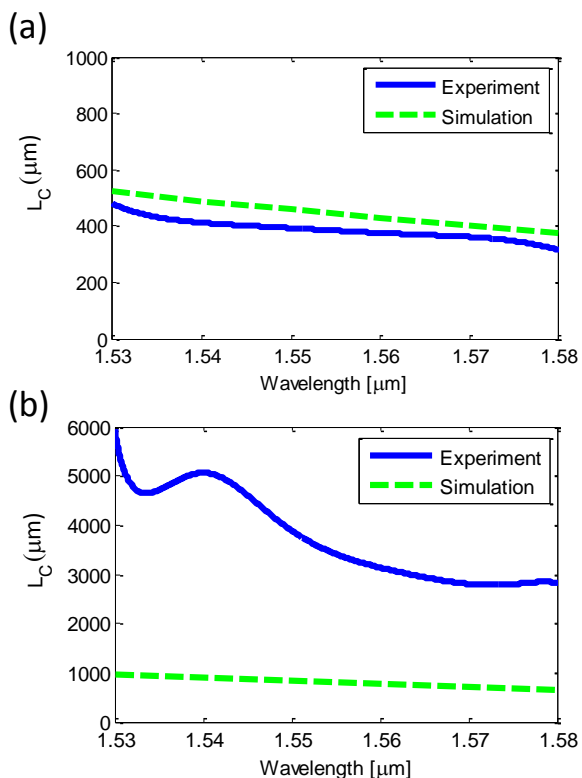 (a)
1000
800
600
400
200
0
L_C (μm)
Experiment
Simulation
1.53 1.54 1.55 1.56 1.57 1.58
Wavelength [μm]
(b)
6000
5000
4000
3000
2000
1000
0
L_C (μm)
Experiment
Simulation
1.53 1.54 1.55 1.56 1.57 1.58
Wavelength [μm]